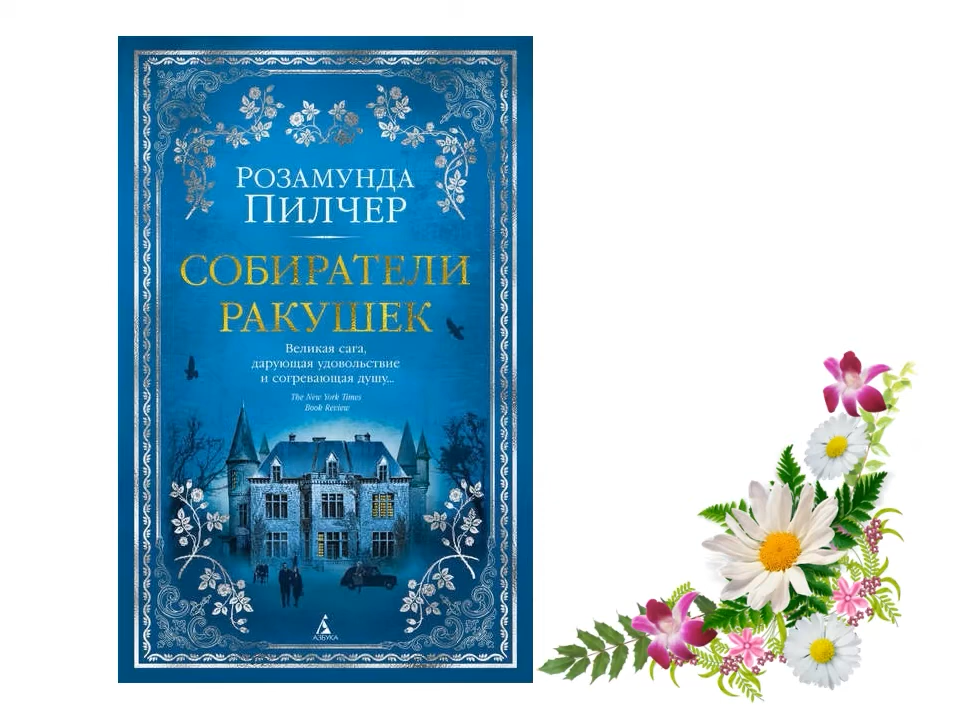 РОЗАМУНДА
ПИЛЧЕР
СОБИРАТЕЛИ
РАКУШЕК
Великая сага,
дарующая удовольствие
и согревающая душу...
The New York Times
Book Review
АЗБУКА